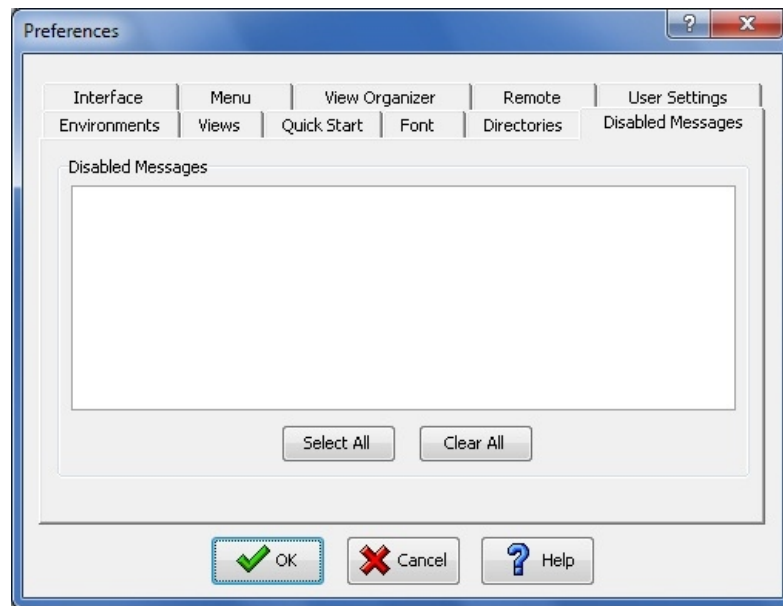 Preferences
Interface Menu View Organizer Remote User Settings
Environments Views Quick Start Font Directories Disabled Messages
Disabled Messages
Select All Clear All
OK Cancel Help